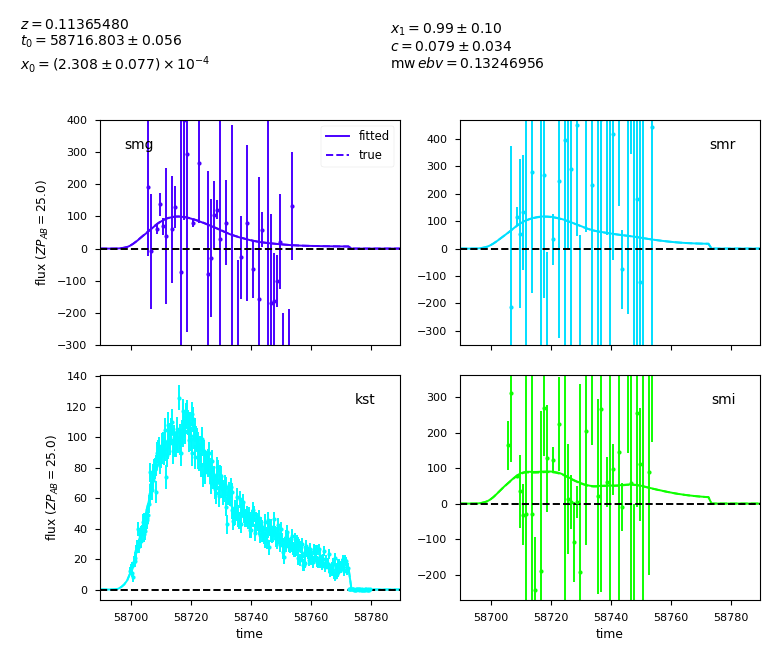 z = 0.11365480
t₀ = 58716.803 ± 0.056
x₀ = (2.308 ± 0.077) × 10⁻⁴
x₁ = 0.99 ± 0.10
c = 0.079 ± 0.034
mw ebv = 0.13246956
400
300
200
100
0
−100
−200
−300
flux (ZP_AB = 25.0)
smg
fitted
true
400
300
200
100
0
−100
−200
−300
smr
140
120
100
80
60
40
20
0
flux (ZP_AB = 25.0)
kst
58700
58720
58740
58760
58780
time
300
200
100
0
−100
−200
smi
58700
58720
58740
58760
58780
time